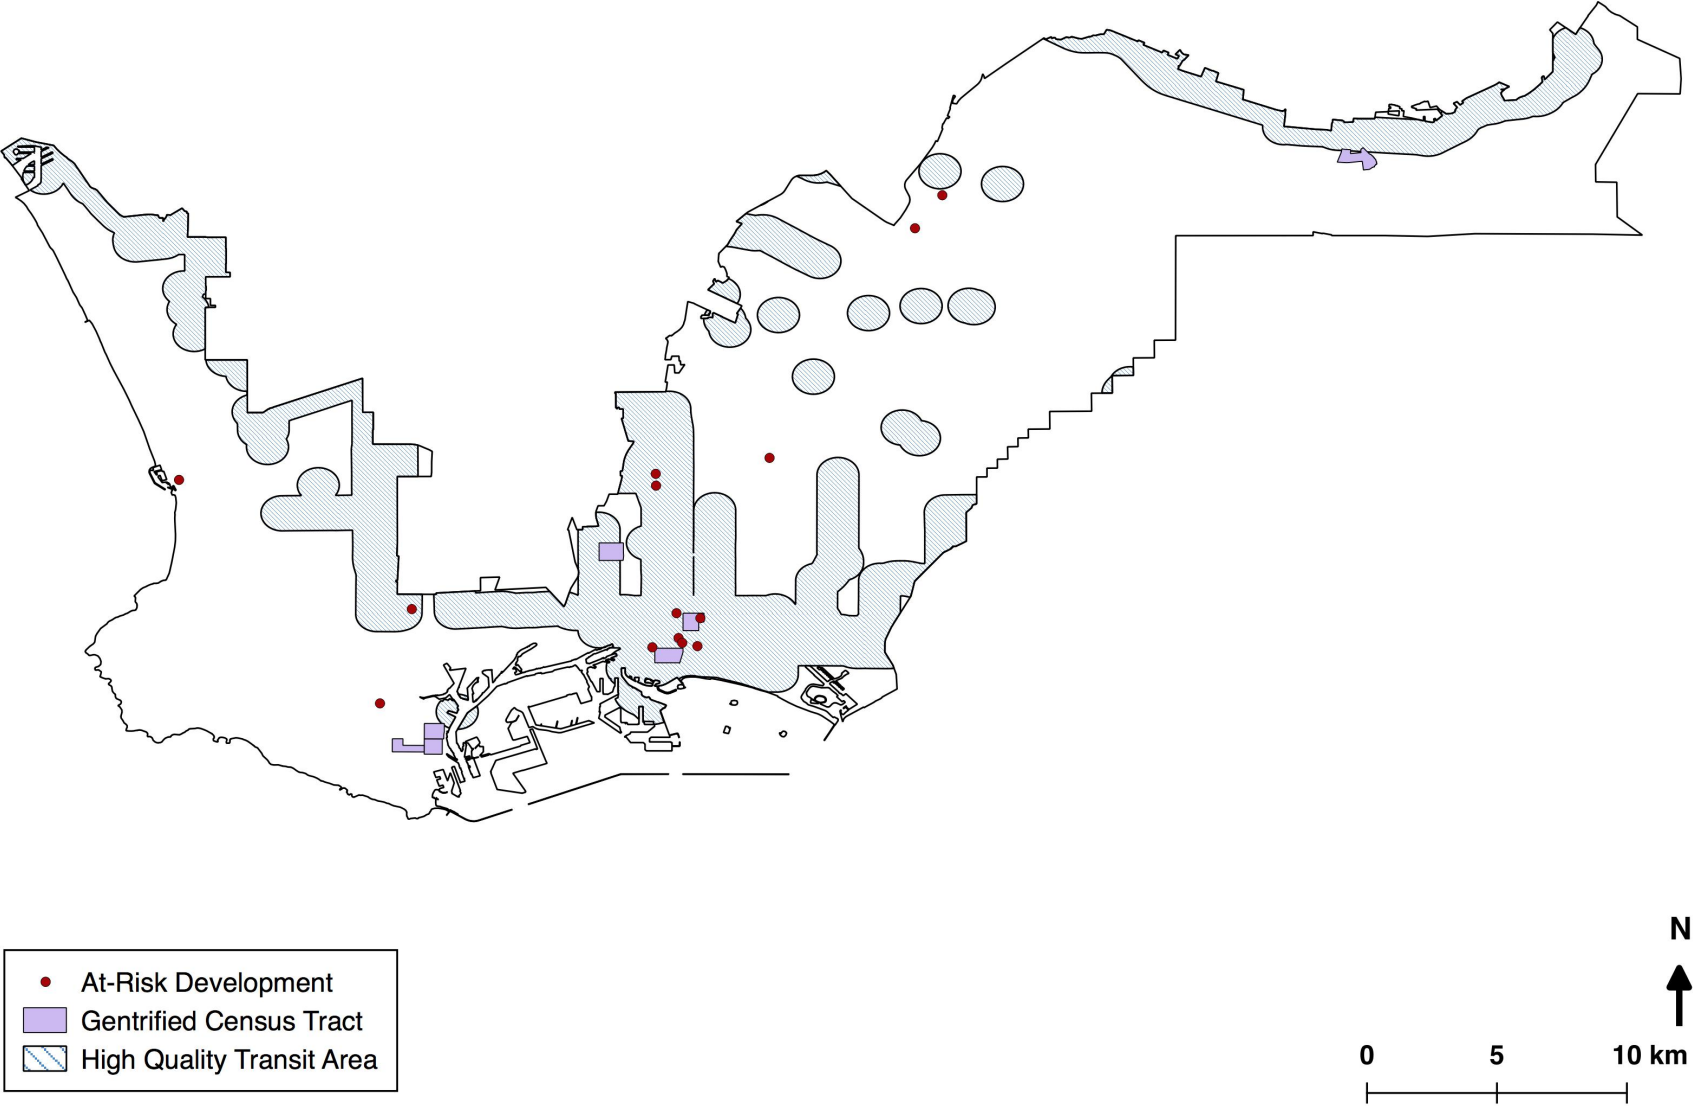 N
At-Risk Development
Gentrified Census Tract
High Quality Transit Area
0 5 10 km